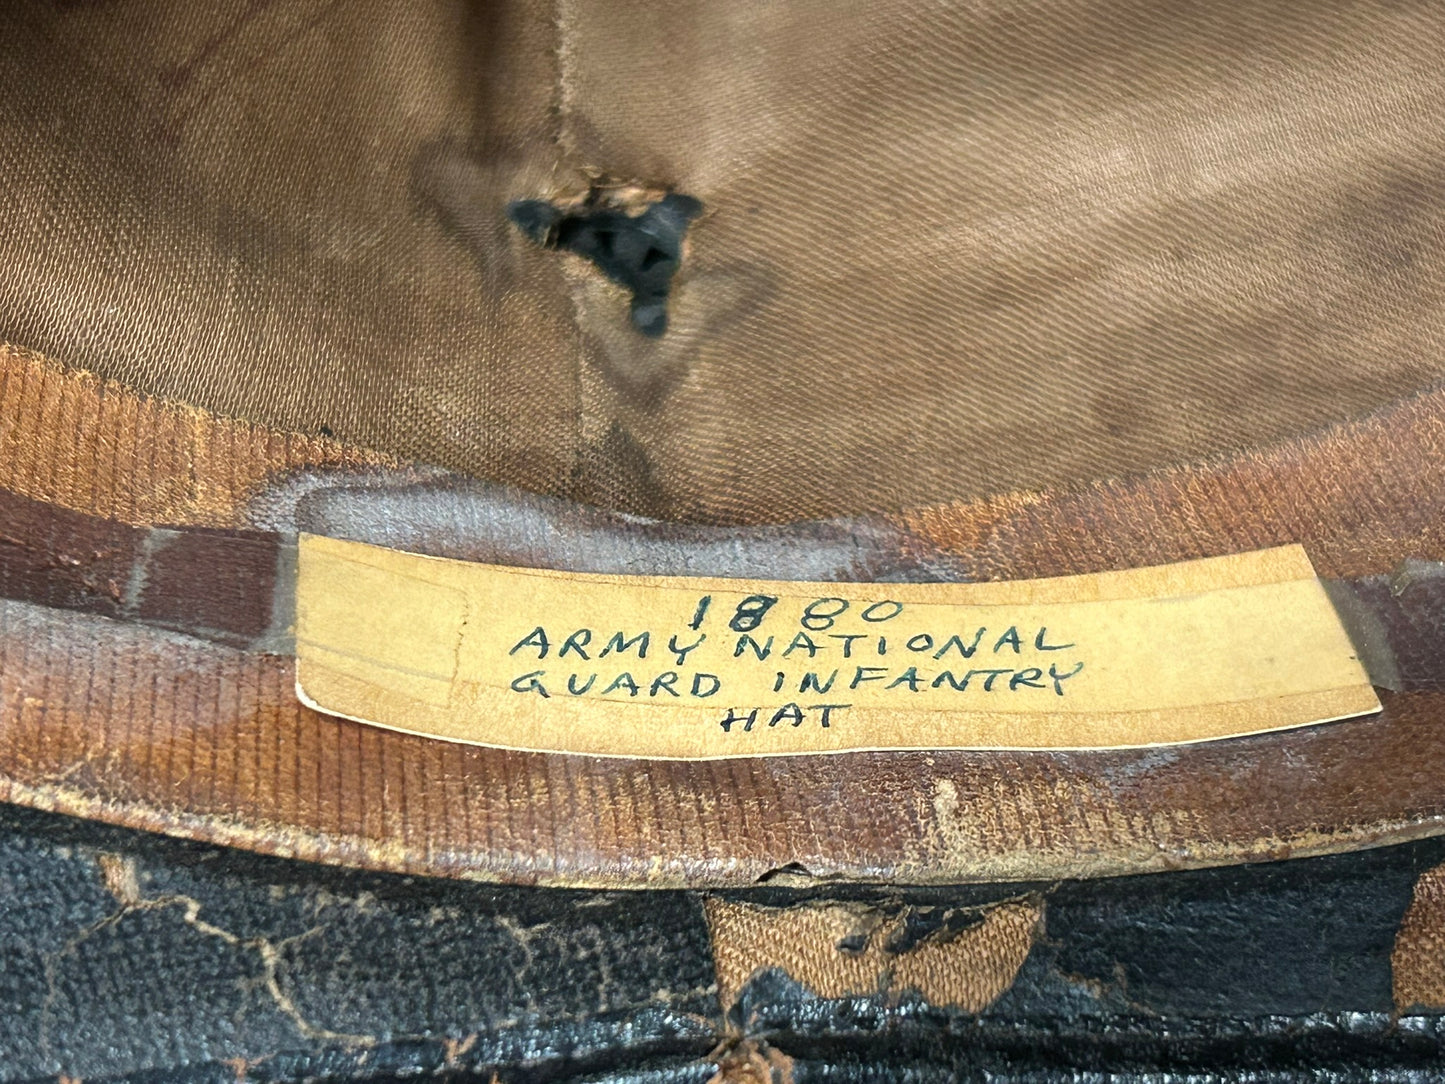 1880
ARMY NATIONAL
GUARD INFANTRY
HAT